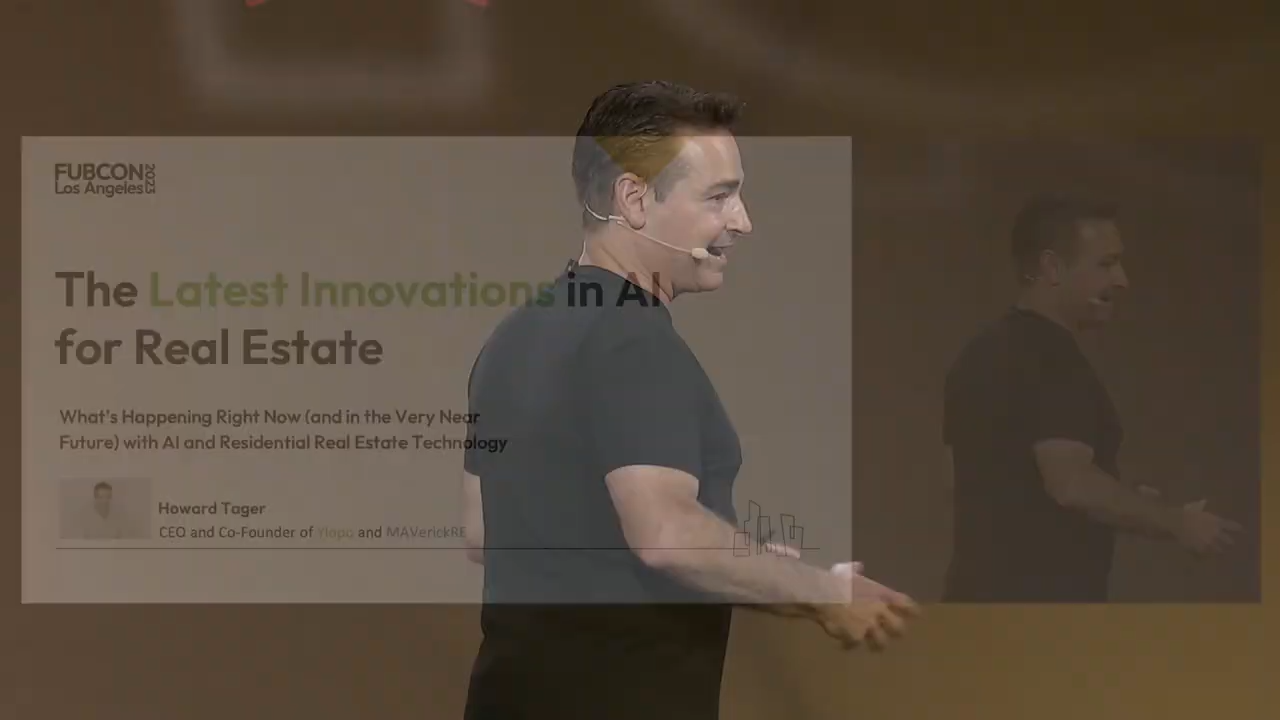 FUBCON 2023
Los Angeles
The Latest Innovations in AI
for Real Estate
What's Happening Right Now (and in the Very Near
Future) with AI and Residential Real Estate Technology
Howard Tager
CEO and Co-Founder of Ylopo and MAVerickRE